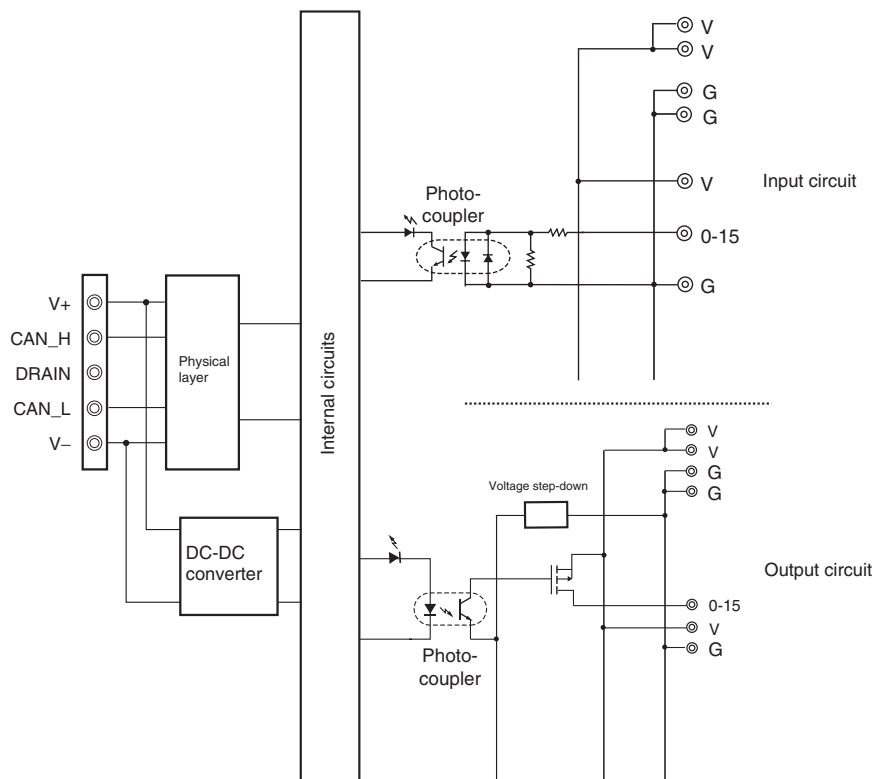 V
V
G
G
V
Input circuit
Photo-
coupler
0-15
G
V+
CAN_H
DRAIN
CAN_L
V–
Physical
layer
Internal circuits
DC-DC
converter
V
V
G
G
Voltage step-down
Output circuit
0-15
V
G
Photo-
coupler